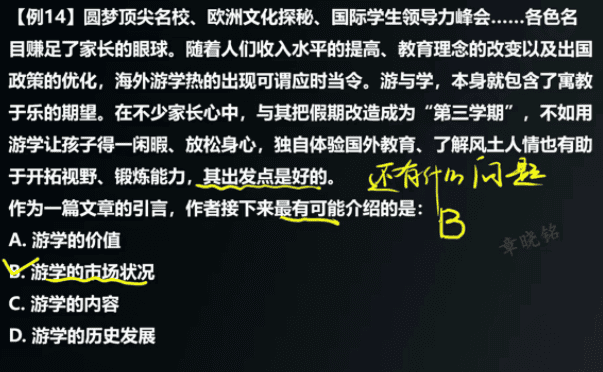 【例14】圆梦顶尖名校、欧洲文化探秘、国际学生领导力峰会……各色名
目赚足了家长的眼球。随着人们收入水平的提高、教育理念的改变以及出国
政策的优化，海外游学热的出现可谓应时当令。游与学，本身就包含了寓教
于乐的期望。在不少家长心中，与其把假期改造成为“第三学期”，不如用
游学让孩子得一闲暇、放松身心，独自体验国外教育、了解风土人情也有助
于开拓视野、锻炼能力，其出发点是好的。 还有什么问题
作为一篇文章的引言，作者接下来最有可能介绍的是： B
A. 游学的价值
章晓铭
B. 游学的市场状况
C. 游学的内容
D. 游学的历史发展